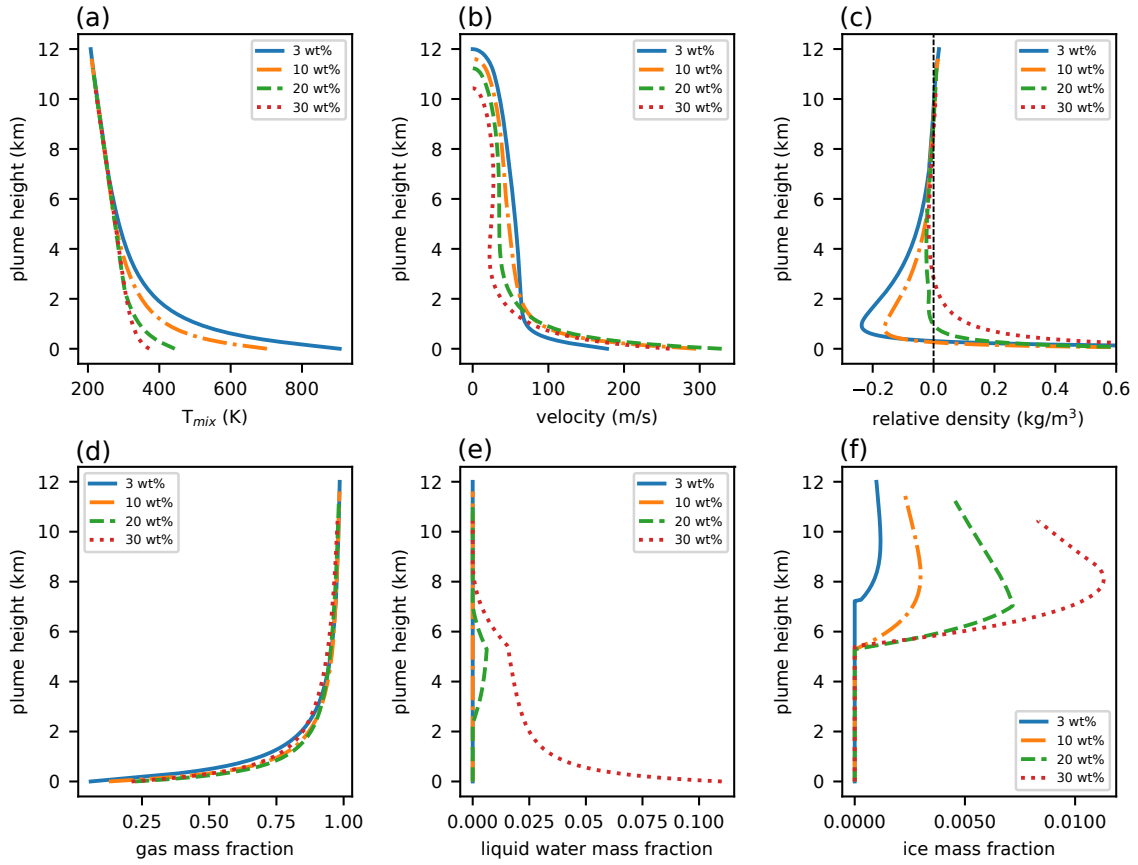 (a)
12
10
8
6
4
2
0
plume height (km)
200 400 600 800
T_mix (K)
3 wt%
10 wt%
20 wt%
30 wt%
(b)
12
10
8
6
4
2
0
plume height (km)
0 100 200 300
velocity (m/s)
3 wt%
10 wt%
20 wt%
30 wt%
(c)
12
10
8
6
4
2
0
plume height (km)
−0.2 0.0 0.2 0.4 0.6
relative density (kg/m³)
3 wt%
10 wt%
20 wt%
30 wt%
(d)
12
10
8
6
4
2
0
plume height (km)
0.25 0.50 0.75 1.00
gas mass fraction
3 wt%
10 wt%
20 wt%
30 wt%
(e)
12
10
8
6
4
2
0
plume height (km)
0.000 0.025 0.050 0.075 0.100
liquid water mass fraction
3 wt%
10 wt%
20 wt%
30 wt%
(f)
12
10
8
6
4
2
0
plume height (km)
0.0000 0.0050 0.0100
ice mass fraction
3 wt%
10 wt%
20 wt%
30 wt%